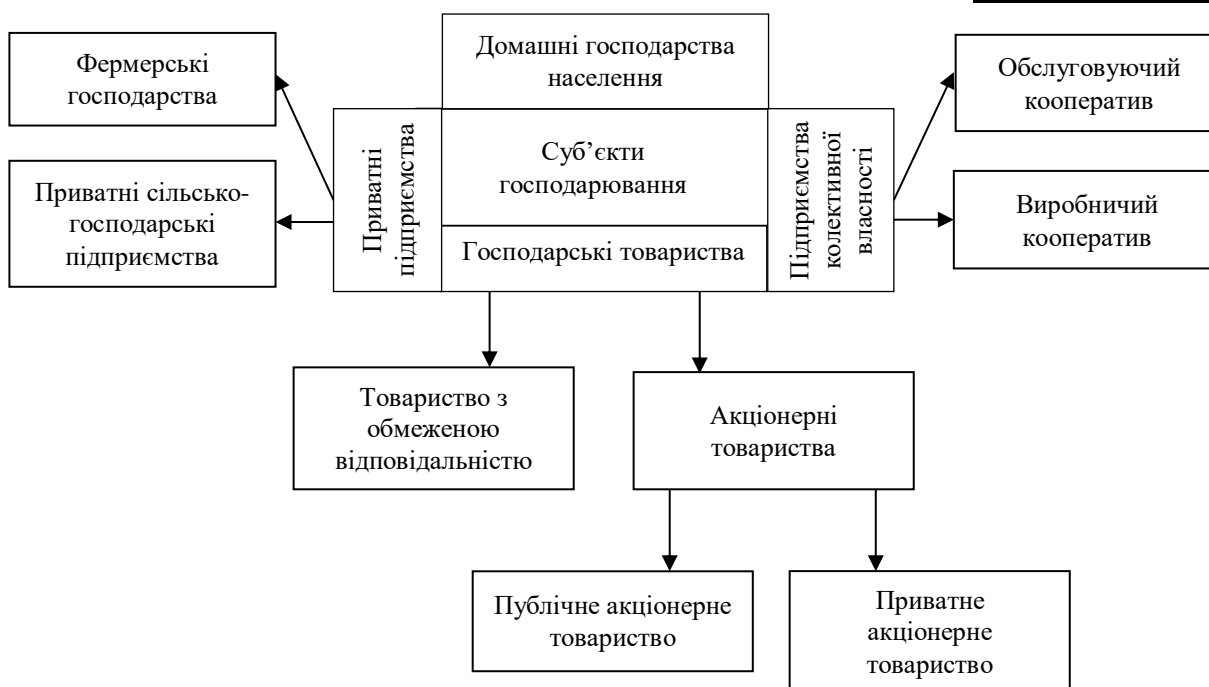 Домашні господарства
населення
Фермерські
господарства
Обслуговуючий
кооператив
Приватні
підприємства
Суб’єкти
господарювання
Підприємства
колективної
власності
Приватні сільсько-
господарські
підприємства
Виробничий
кооператив
Господарські товариства
Товариство з
обмеженою
відповідальністю
Акціонерні
товариства
Публічне акціонерне
товариство
Приватне
акціонерне
товариство